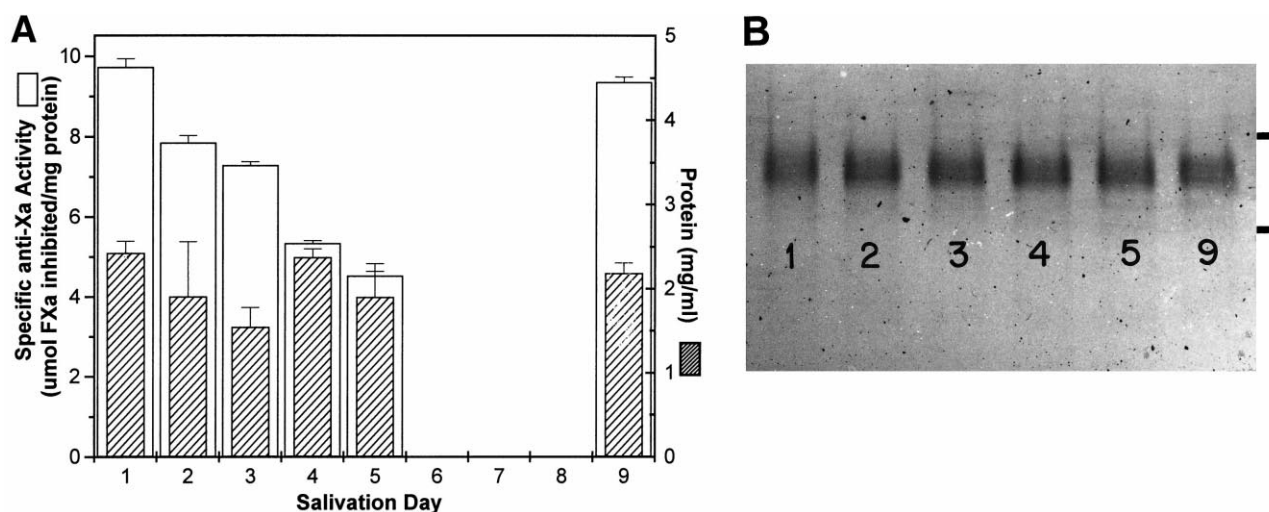 A
Specific anti-Xa Activity
(umol FXa inhibited/mg protein)
10
8
6
4
2
0
5
4
3
2
1
0
Protein (mg/ml)
1 2 3 4 5 6 7 8 9
Salivation Day
B
1 2 3 4 5 9